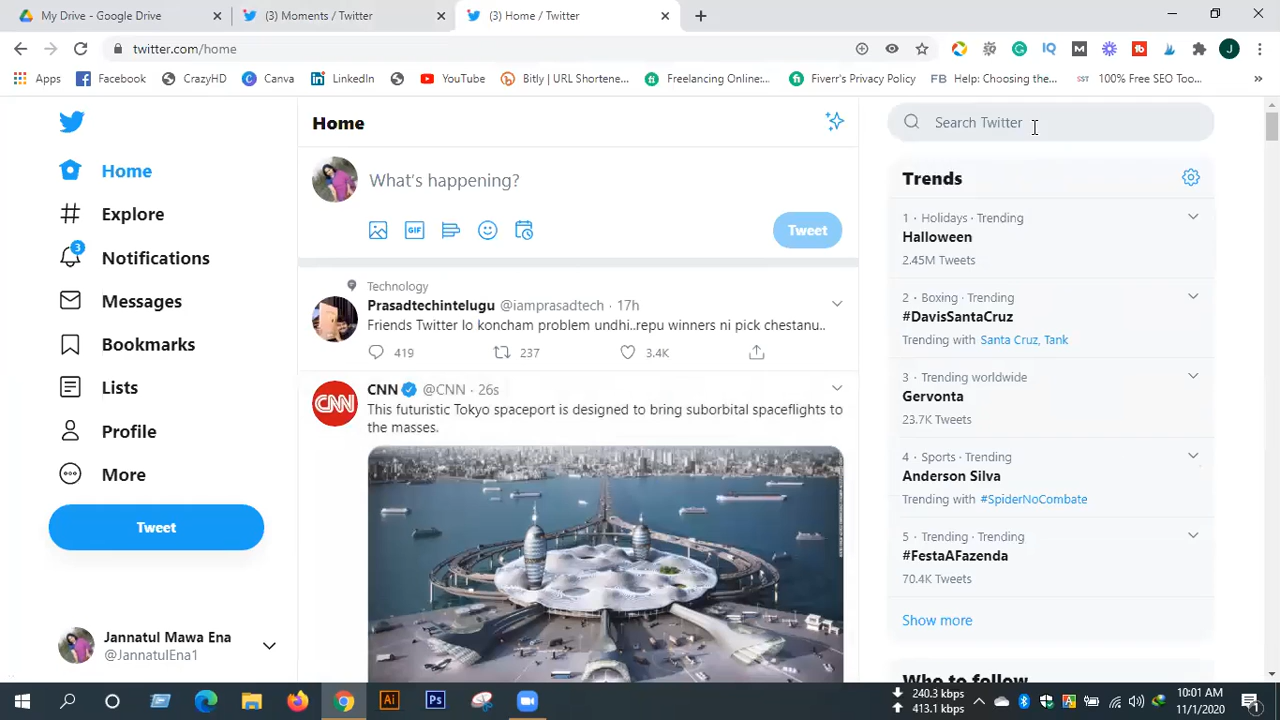 My Drive - Google Drive
(3) Moments / Twitter
(3) Home / Twitter
twitter.com/home
J
Apps
Facebook
CrazyHD
Canva
LinkedIn
YouTube
Bitly | URL Shortene...
Freelancing Online:...
Fiverr's Privacy Policy
FB Help: Choosing the...
SST 100% Free SEO Too...
»
Home
Explore
3
Notifications
Messages
Bookmarks
Lists
Profile
More
Tweet
Jannatul Mawa Ena
@JannatulEna1
Home
What's happening?
GIF
Tweet
Technology
Prasadtechintelugu @iamprasadtech · 17h
Friends Twitter lo koncham problem undhi..repu winners ni pick chestanu..
419 237 3.4K
CNN
CNN @CNN · 26s
This futuristic Tokyo spaceport is designed to bring suborbital spaceflights to
the masses.
Search Twitter
Trends
1 · Holidays · Trending
Halloween
2.45M Tweets
2 · Boxing · Trending
#DavisSantaCruz
Trending with Santa Cruz, Tank
3 · Trending worldwide
Gervonta
23.7K Tweets
4 · Sports · Trending
Anderson Silva
Trending with #SpiderNoCombate
5 · Trending · Trending
#FestaAFazenda
70.4K Tweets
Show more
Who to follow
Ai
Ps
240.3 kbps
413.1 kbps
10:01 AM
11/1/2020